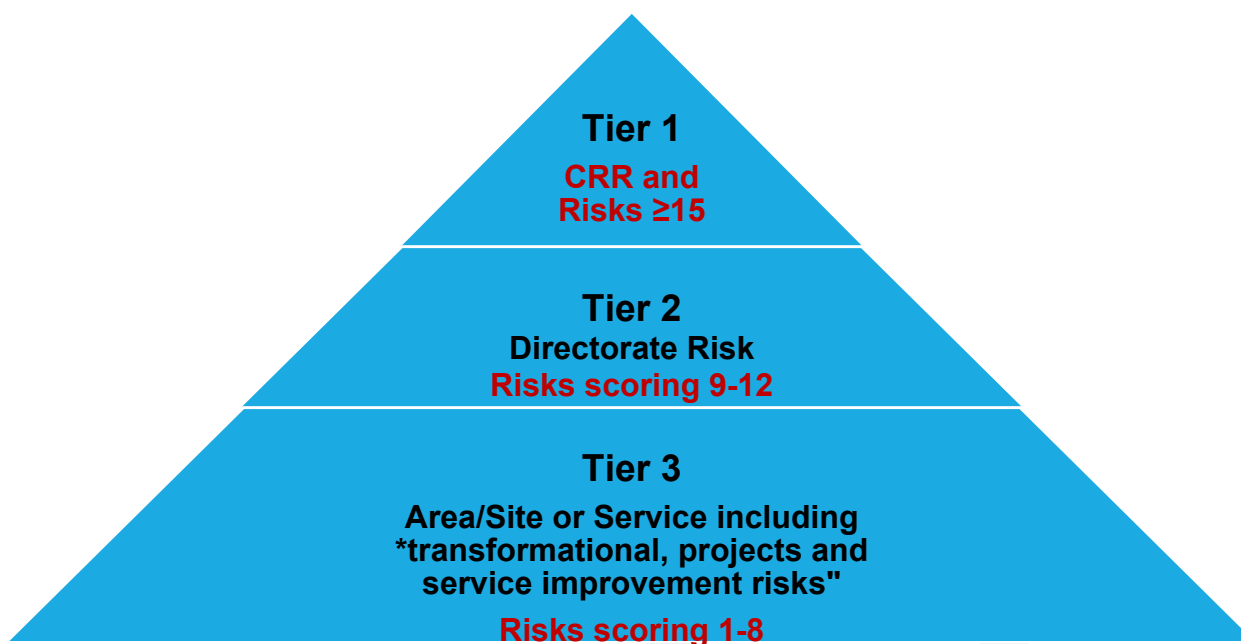 Tier 1
CRR and
Risks ≥15
Tier 2
Directorate Risk
Risks scoring 9-12
Tier 3
Area/Site or Service including
*transformational, projects and
service improvement risks"
Risks scoring 1-8